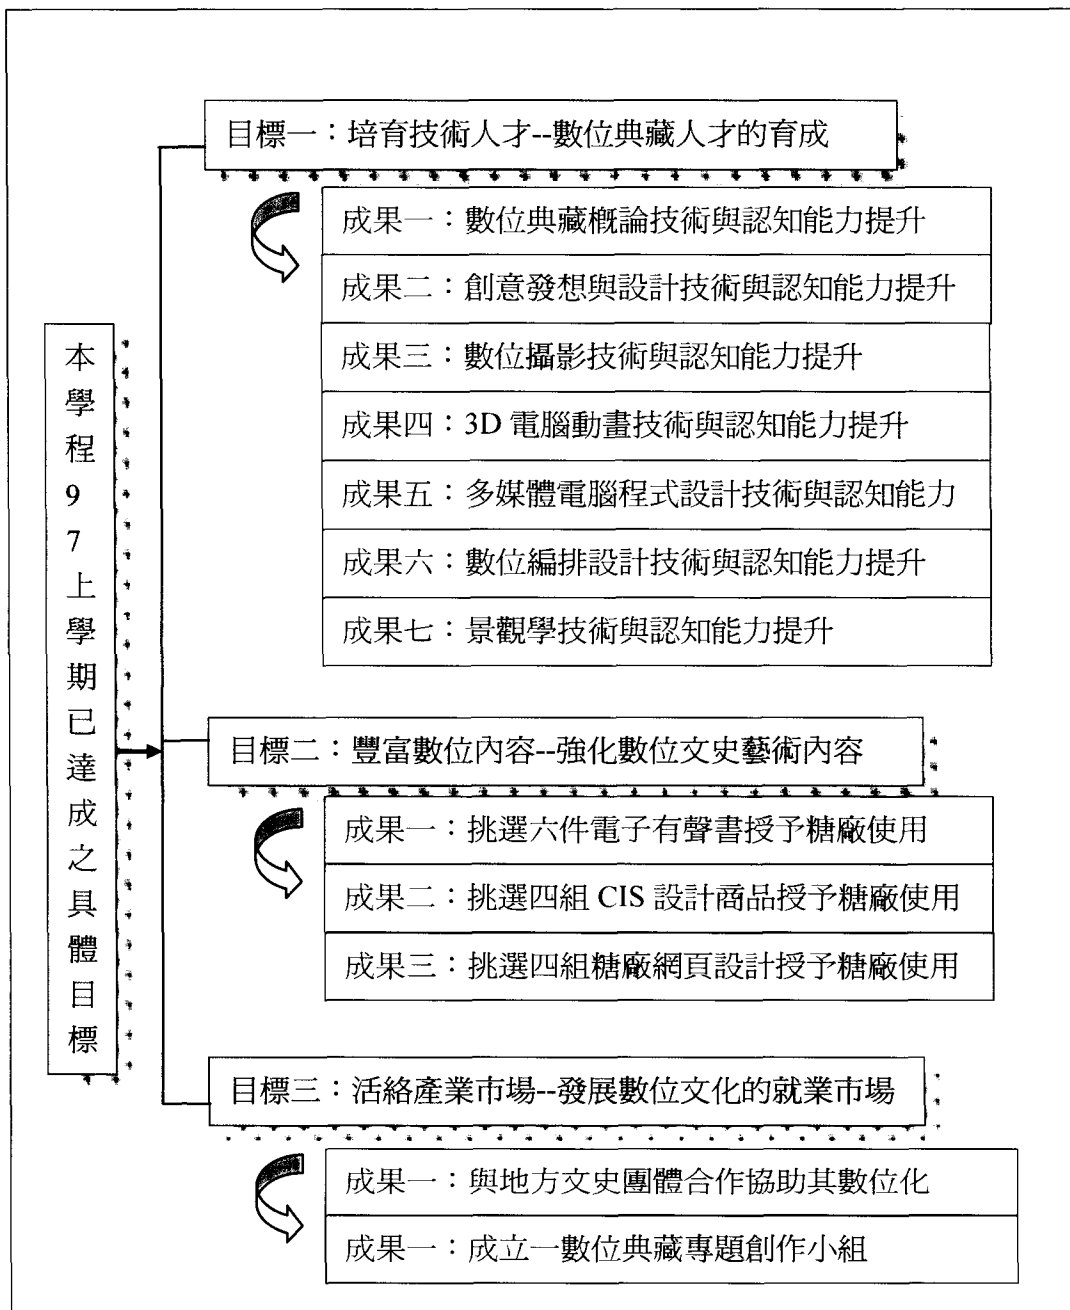 目標一：培育技術人才--數位典藏人才的育成
成果一：數位典藏概論技術與認知能力提升
成果二：創意發想與設計技術與認知能力提升
成果三：數位攝影技術與認知能力提升
成果四：3D 電腦動畫技術與認知能力提升
成果五：多媒體電腦程式設計技術與認知能力
成果六：數位編排設計技術與認知能力提升
成果七：景觀學技術與認知能力提升
本學程97上學期已達成之具體目標
目標二：豐富數位內容--強化數位文史藝術內容
成果一：挑選六件電子有聲書授予糖廠使用
成果二：挑選四組 CIS 設計商品授予糖廠使用
成果三：挑選四組糖廠網頁設計授予糖廠使用
目標三：活絡產業市場--發展數位文化的就業市場
成果一：與地方文史團體合作協助其數位化
成果一：成立一數位典藏專題創作小組